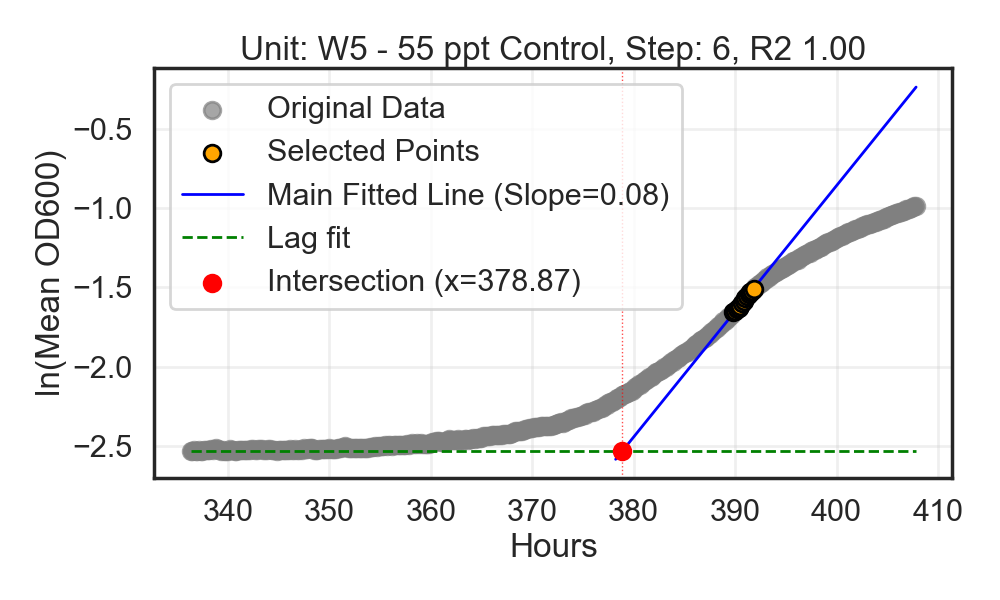 Unit: W5 - 55 ppt Control, Step: 6, R2 1.00
Original Data
Selected Points
Main Fitted Line (Slope=0.08)
Lag fit
Intersection (x=378.87)
ln(Mean OD600)
−0.5
−1.0
−1.5
−2.0
−2.5
340 350 360 370 380 390 400 410
Hours